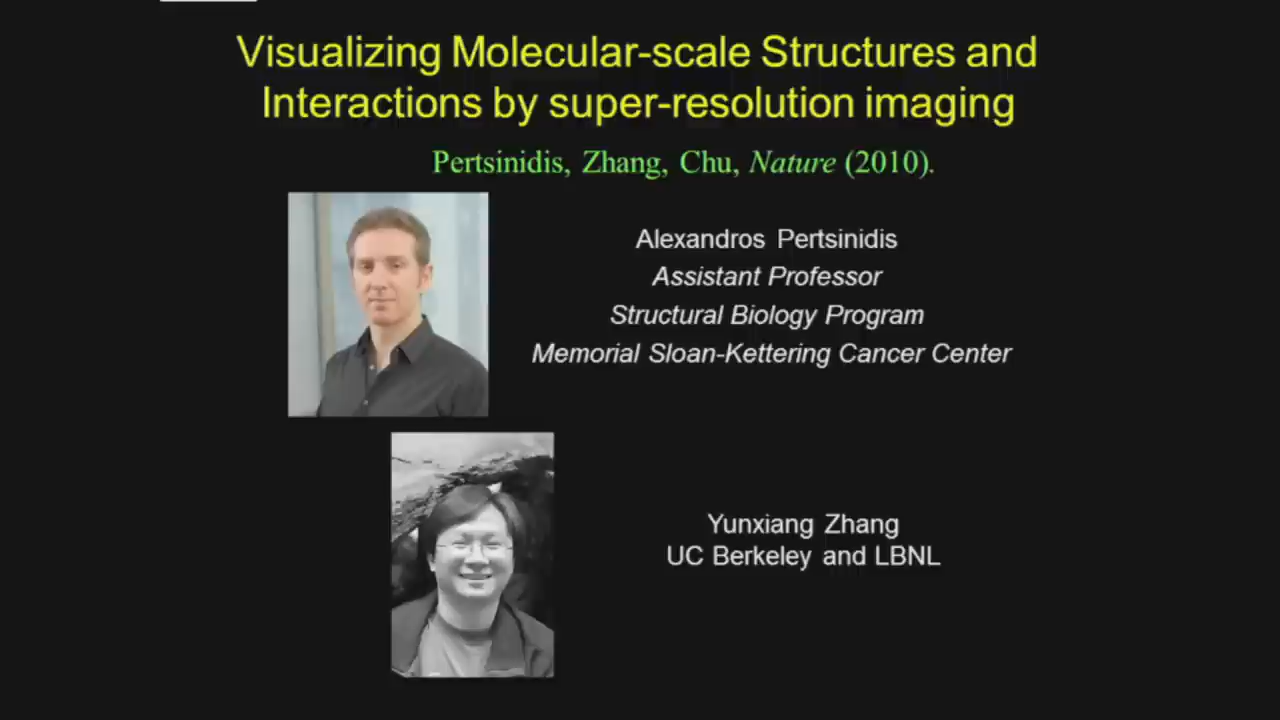 Visualizing Molecular-scale Structures and
Interactions by super-resolution imaging
Pertsinidis, Zhang, Chu, Nature (2010).
Alexandros Pertsinidis
Assistant Professor
Structural Biology Program
Memorial Sloan-Kettering Cancer Center
Yunxiang Zhang
UC Berkeley and LBNL